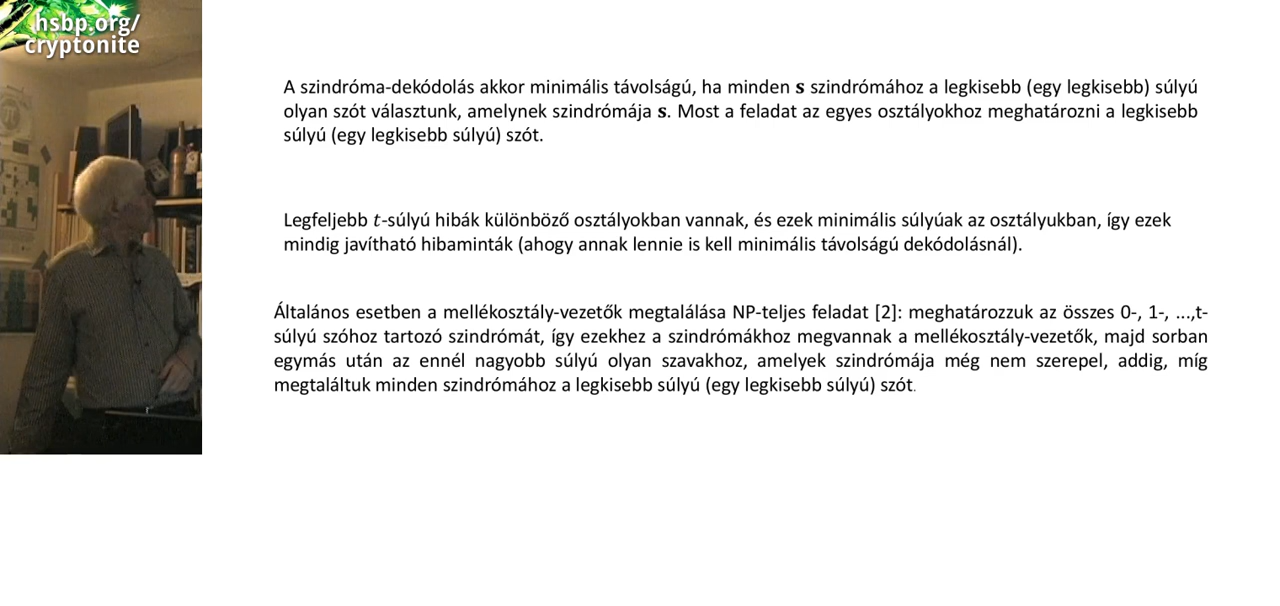 hsbp.org/
cryptonite
A szindróma-dekódolás akkor minimális távolságú, ha minden s szindrómához a legkisebb (egy legkisebb) súlyú
olyan szót választunk, amelynek szindrómája s. Most a feladat az egyes osztályokhoz meghatározni a legkisebb
súlyú (egy legkisebb súlyú) szót.
Legfeljebb t-súlyú hibák különböző osztályokban vannak, és ezek minimális súlyúak az osztályukban, így ezek
mindig javítható hibaminták (ahogy annak lennie is kell minimális távolságú dekódolásnál).
Általános esetben a mellékosztály-vezetők megtalálása NP-teljes feladat [2]: meghatározzuk az összes 0-, 1-, ...,t-
súlyú szóhoz tartozó szindrómát, így ezekhez a szindrómákhoz megvannak a mellékosztály-vezetők, majd sorban
egymás után az ennél nagyobb súlyú olyan szavakhoz, amelyek szindrómája még nem szerepel, addig, míg
megtaláltuk minden szindrómához a legkisebb súlyú (egy legkisebb súlyú) szót.